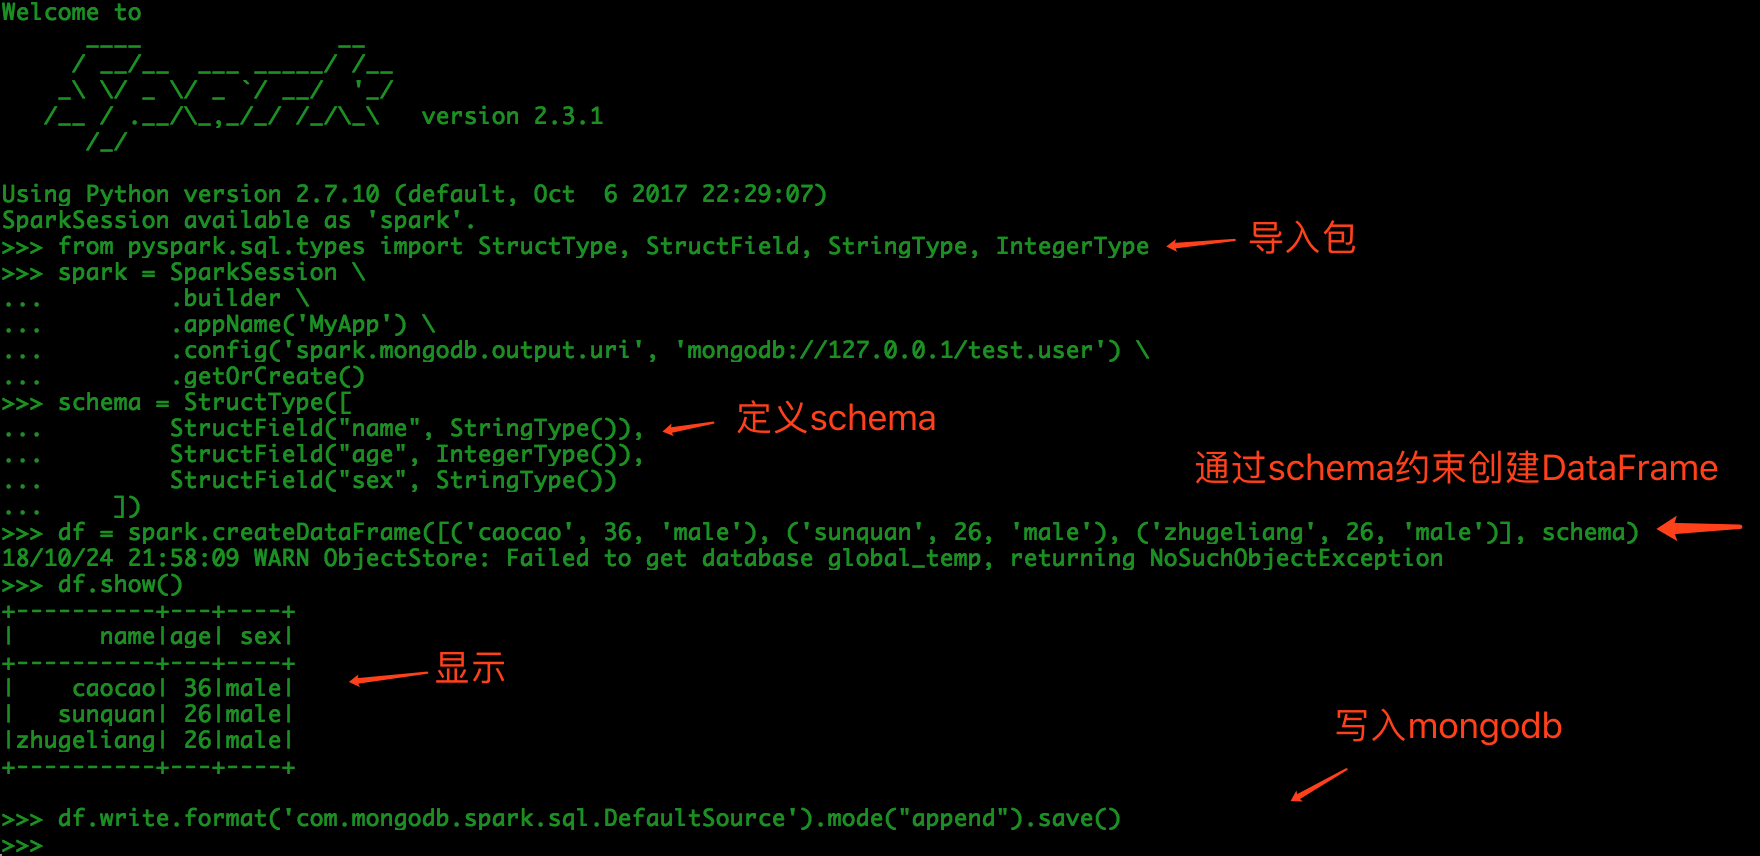 Welcome to
      ____              __
     / __/__  ___ _____/ /__
    _\ \/ _ \/ _ `/ __/  '_/
   /__ / .__/\_,_/_/ /_/\_\   version 2.3.1
      /_/
Using Python version 2.7.10 (default, Oct  6 2017 22:29:07)
SparkSession available as 'spark'.
>>> from pyspark.sql.types import StructType, StructField, StringType, IntegerType 导入包
>>> spark = SparkSession \
...         .builder \
...         .appName('MyApp') \
...         .config('spark.mongodb.output.uri', 'mongodb://127.0.0.1/test.user') \
...         .getOrCreate()
>>> schema = StructType([
...         StructField("name", StringType()), 定义schema
...         StructField("age", IntegerType()),
...         StructField("sex", StringType())
通过schema约束创建DataFrame
...     ])
>>> df = spark.createDataFrame([('caocao', 36, 'male'), ('sunquan', 26, 'male'), ('zhugeliang', 26, 'male')], schema)
18/10/24 21:58:09 WARN ObjectStore: Failed to get database global_temp, returning NoSuchObjectException
>>> df.show()
+----------+---+----+
|      name|age| sex|
+----------+---+----+
显示
|    caocao| 36|male|
|   sunquan| 26|male|
|zhugeliang| 26|male|
+----------+---+----+
写入mongodb
>>> df.write.format('com.mongodb.spark.sql.DefaultSource').mode("append").save()
>>>